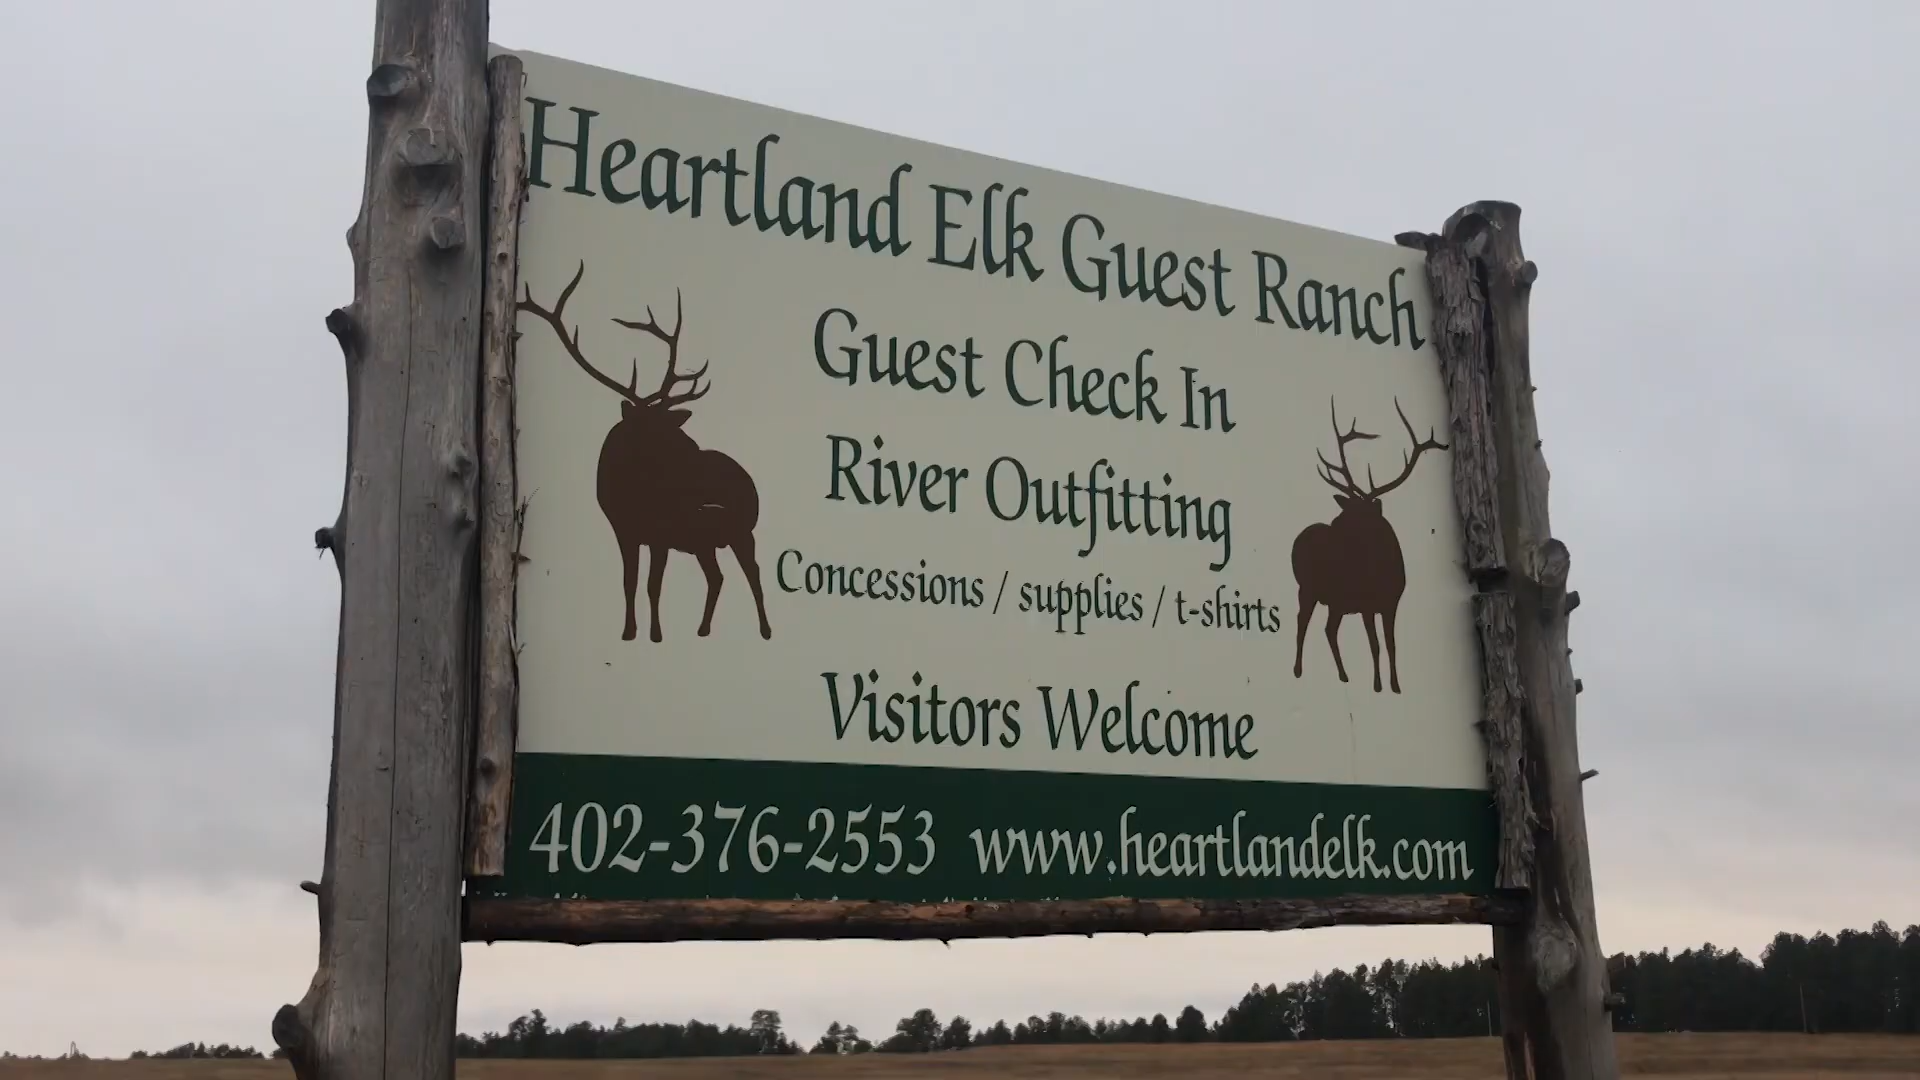 Heartland Elk Guest Ranch
Guest Check In
River Outfitting
Concessions / supplies / t-shirts
Visitors Welcome
402-376-2553 www.heartlandelk.com